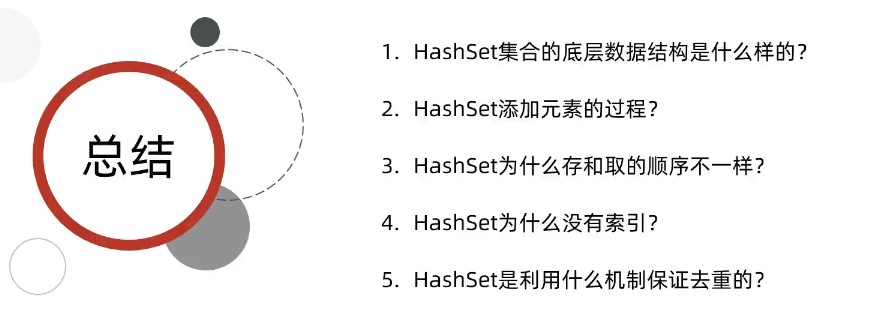 总结
1. HashSet集合的底层数据结构是什么样的?
2. HashSet添加元素的过程?
3. HashSet为什么存和取的顺序不一样?
4. HashSet为什么没有索引?
5. HashSet是利用什么机制保证去重的?